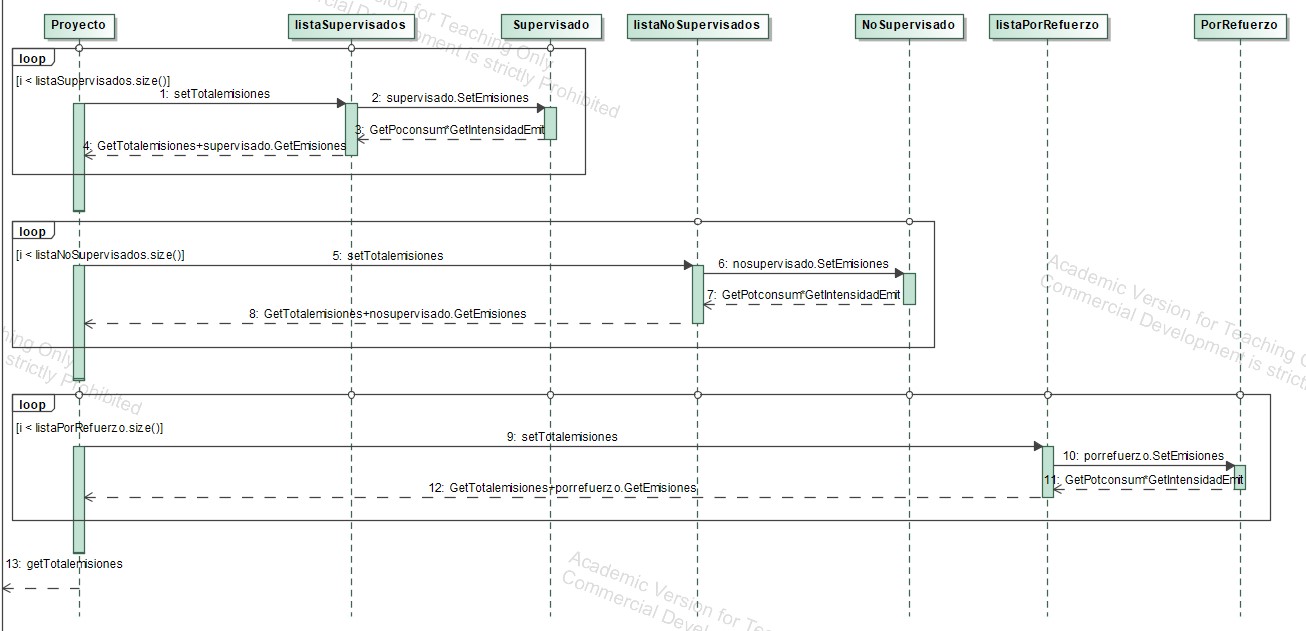 Proyecto
listaSupervisados
Supervisado
listaNoSupervisados
NoSupervisado
listaPorRefuerzo
PorRefuerzo
loop
[i < listaSupervisados.size()]
1: setTotalemisiones
2: supervisado.SetEmisiones
3: GetPoconsum*GetIntensidadEmit
4: GetTotalemisiones+supervisado.GetEmisiones
loop
[i < listaNoSupervisados.size()]
5: setTotalemisiones
6: nosupervisado.SetEmisiones
7: GetPotconsum*GetIntensidadEmit
8: GetTotalemisiones+nosupervisado.GetEmisiones
loop
[i < listaPorRefuerzo.size()]
9: setTotalemisiones
10: porrefuerzo.SetEmisiones
11: GetPotconsum*GetIntensidadEmit
12: GetTotalemisiones+porrefuerzo.GetEmisiones
13: getTotalemisiones
sion for Teaching Only
Commercial Development is strictly Prohibited
Academic Version for Teaching
Commercial Development is strict
hing Only
strictly Prohibited
Academic Version for Te
Commercial Devel